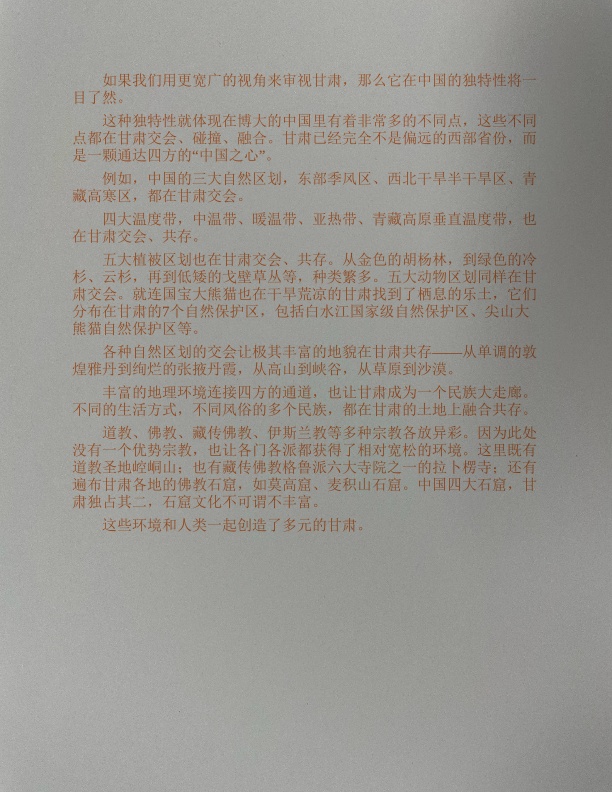 如果我们用更宽广的视角来审视甘肃，那么它在中国的独特性将一
目了然。
这种独特性就体现在博大的中国里有着非常多的不同点，这些不同
点都在甘肃交会、碰撞、融合。甘肃已经完全不是偏远的西部省份，而
是一颗通达四方的“中国之心”。
例如，中国的三大自然区划，东部季风区、西北干旱半干旱区、青
藏高寒区，都在甘肃交会。
四大温度带，中温带、暖温带、亚热带、青藏高原垂直温度带，也
在甘肃交会、共存。
五大植被区划也在甘肃交会、共存。从金色的胡杨林，到绿色的冷
杉、云杉，再到低矮的戈壁草丛等，种类繁多。五大动物区划同样在甘
肃交会。就连国宝大熊猫也在干旱荒凉的甘肃找到了栖息的乐土，它们
分布在甘肃的7个自然保护区，包括白水江国家级自然保护区、尖山大
熊猫自然保护区等。
各种自然区划的交会让极其丰富的地貌在甘肃共存——从单调的敦
煌雅丹到绚烂的张掖丹霞，从高山到峡谷，从草原到沙漠。
丰富的地理环境连接四方的通道，也让甘肃成为一个民族大走廊。
不同的生活方式，不同风俗的多个民族，都在甘肃的土地上融合共存。
道教、佛教、藏传佛教、伊斯兰教等多种宗教各放异彩。因为此处
没有一个优势宗教，也让各门各派都获得了相对宽松的环境。这里既有
道教圣地崆峒山；也有藏传佛教格鲁派六大寺院之一的拉卜楞寺；还有
遍布甘肃各地的佛教石窟，如莫高窟、麦积山石窟。中国四大石窟，甘
肃独占其二，石窟文化不可谓不丰富。
这些环境和人类一起创造了多元的甘肃。